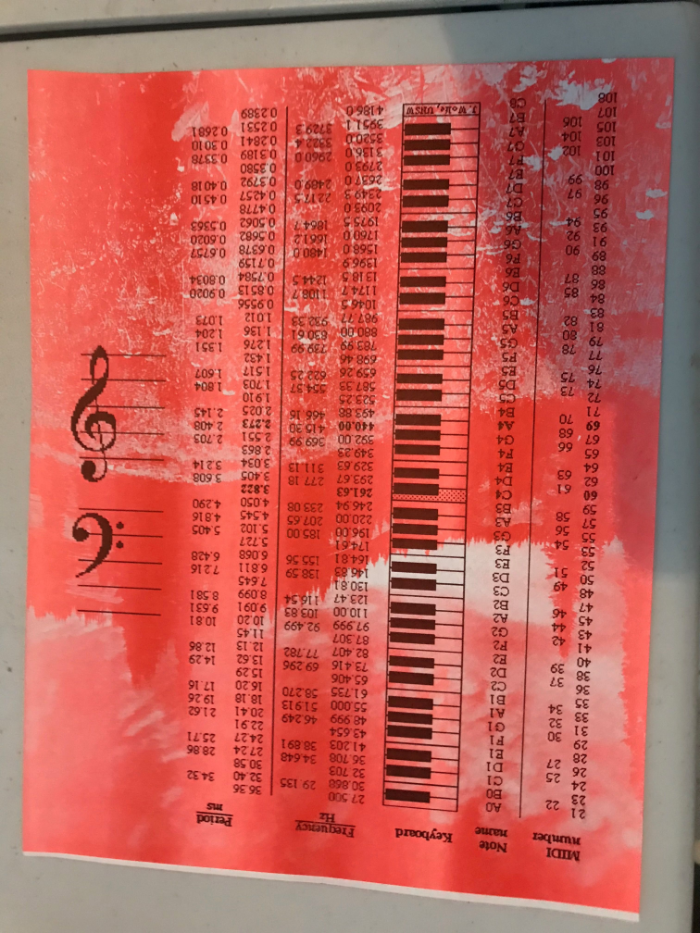 MIDI number Note name Keyboard Frequency Hz Period ms
21 A0 27.500 36.36
22 29.135 34.32
23 B0 30.868 32.40
24 C1 32.703 30.58
25 34.648 28.86
26 D1 36.708 27.24
27 38.891 25.71
28 E1 41.203 24.27
29 F1 43.654 22.91
30 46.249 21.62
31 G1 48.999 20.41
32 51.913 19.26
33 A1 55.000 18.18
34 58.270 17.16
35 B1 61.735 16.20
36 C2 65.406 15.29
37 69.296 14.29
38 D2 73.416 13.62
39 77.782 12.86
40 E2 82.407 12.13
41 F2 87.307 11.45
42 92.499 10.81
43 G2 97.999 10.20
44 103.83 9.631
45 A2 110.00 9.091
46 116.54 8.581
47 B2 123.47 8.099
48 C3 130.81 7.645
49 138.59 7.216
50 D3 146.83 6.811
51 155.56 6.428
52 E3 164.81 6.068
53 F3 174.61 5.727
54 185.00 5.405
55 G3 196.00 5.102
56 207.65 4.816
57 A3 220.00 4.545
58 233.08 4.290
59 B3 246.94 4.050
60 C4 261.63 3.822
61 277.18 3.608
62 D4 293.67 3.405
63 311.13 3.214
64 E4 329.63 3.034
65 F4 349.23 2.863
66 369.99 2.703
67 G4 392.00 2.551
68 415.30 2.408
69 A4 440.00 2.273
70 466.16 2.145
71 B4 493.88 2.025
72 C5 523.25 1.910
73 554.37 1.804
74 D5 587.33 1.703
75 622.25 1.607
76 E5 659.26 1.517
77 F5 698.46 1.432
78 739.99 1.351
79 G5 783.99 1.276
80 830.61 1.204
81 A5 880.00 1.136
82 932.33 1.073
83 B5 987.77 1.012
84 C6 1046.5 0.9556
85 1108.7 0.9020
86 D6 1174.7 0.8513
87 1244.5 0.8034
88 E6 1318.5 0.7584
89 F6 1396.9 0.7159
90 1480.0 0.6757
91 G6 1568.0 0.6378
92 1661.2 0.6020
93 A6 1760.0 0.5682
94 1864.7 0.5363
95 B6 1975.5 0.5062
96 C7 2093.0 0.4778
97 2217.5 0.4510
98 D7 2349.3 0.4257
99 2489.0 0.4018
100 E7 2637.0 0.3792
101 F7 2793.0 0.3580
102 2960.0 0.3378
103 G7 3136.0 0.3189
104 3322.4 0.3010
105 A7 3520.0 0.2841
106 3729.3 0.2681
107 B7 3951.1 0.2531
108 C8 J. Wolfe, UNSW 4186.0 0.2389